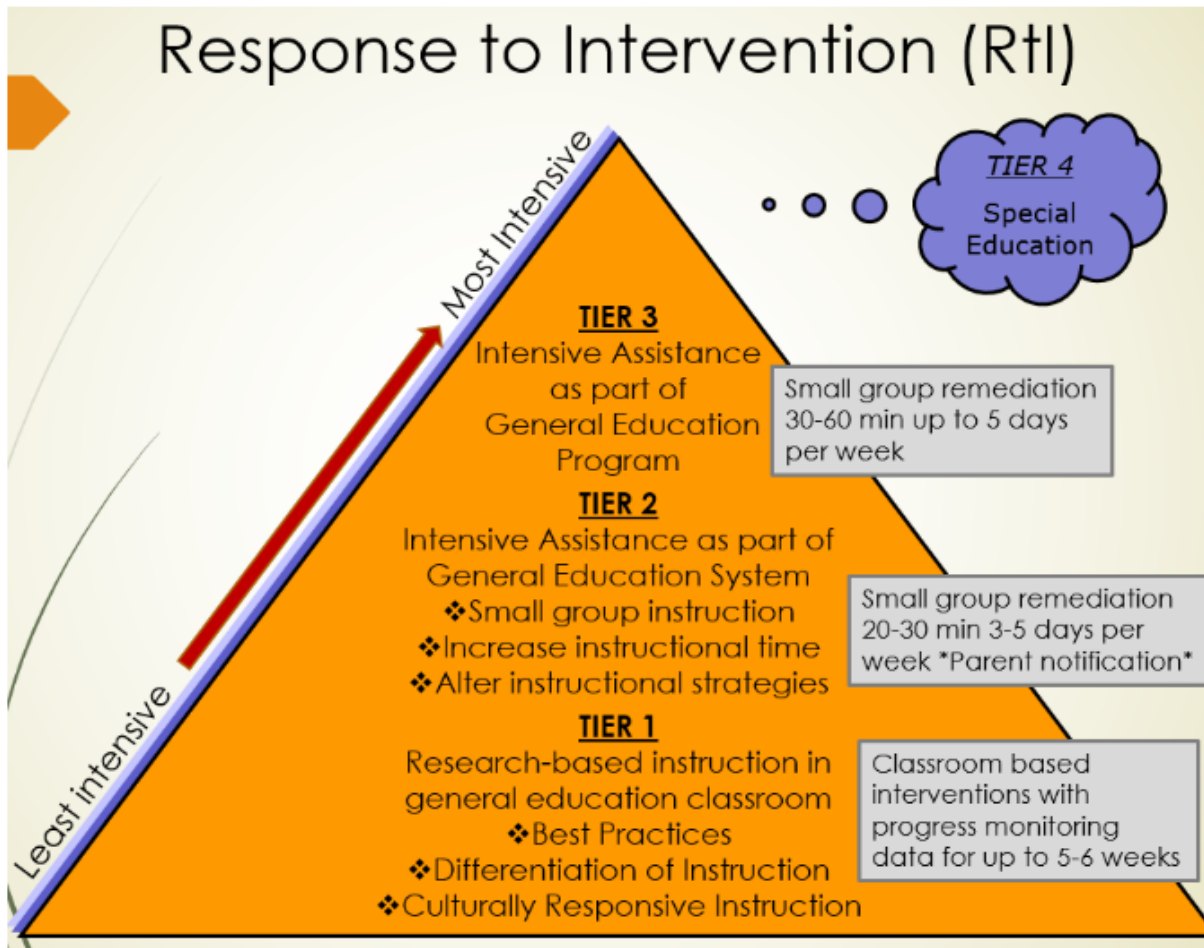 Response to Intervention (RtI)
TIER 4
Special
Education
Most Intensive
Least intensive
TIER 3
Intensive Assistance
as part of
General Education
Program
Small group remediation
30-60 min up to 5 days
per week
TIER 2
Intensive Assistance as part of
General Education System
❖Small group instruction
❖Increase instructional time
❖Alter instructional strategies
Small group remediation
20-30 min 3-5 days per
week *Parent notification*
TIER 1
Research-based instruction in
general education classroom
❖Best Practices
❖Differentiation of Instruction
❖Culturally Responsive Instruction
Classroom based
interventions with
progress monitoring
data for up to 5-6 weeks